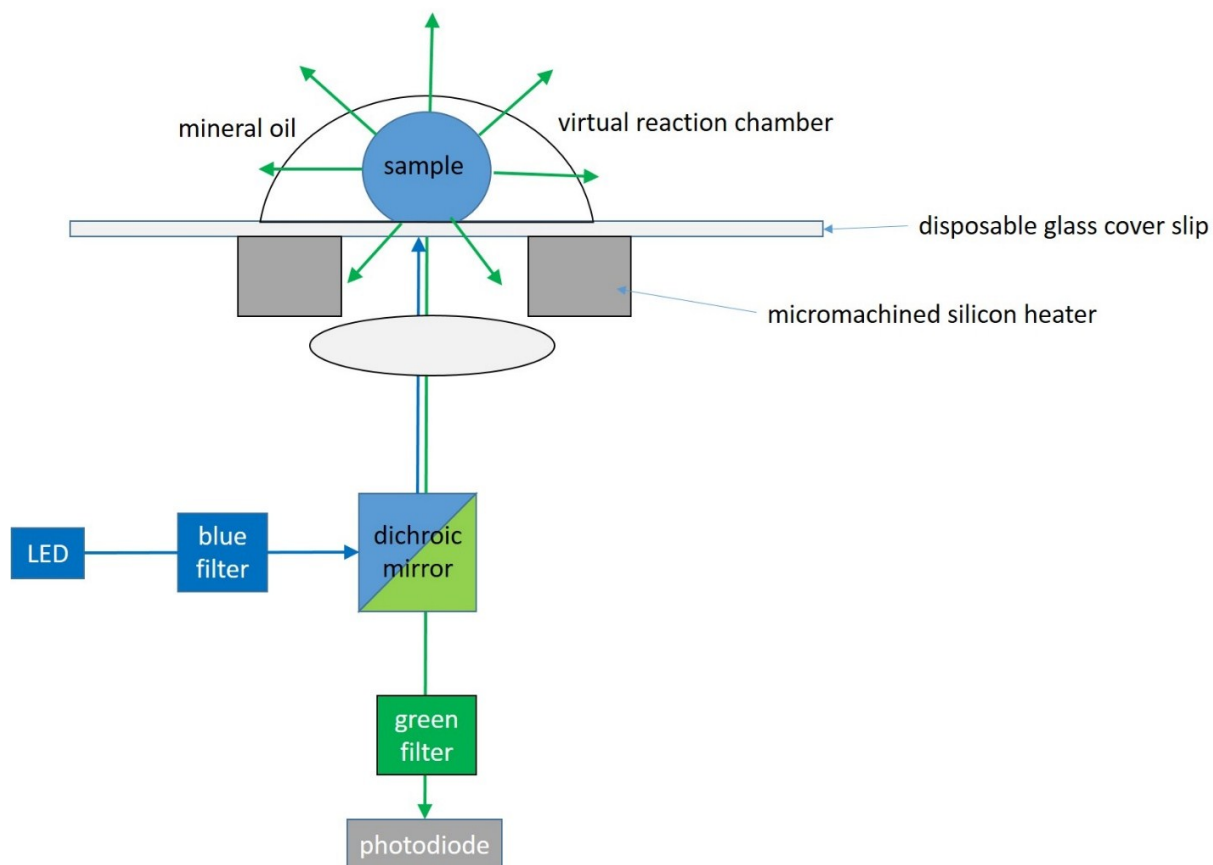 mineral oil
virtual reaction chamber
sample
disposable glass cover slip
micromachined silicon heater
LED
blue
filter
dichroic
mirror
green
filter
photodiode